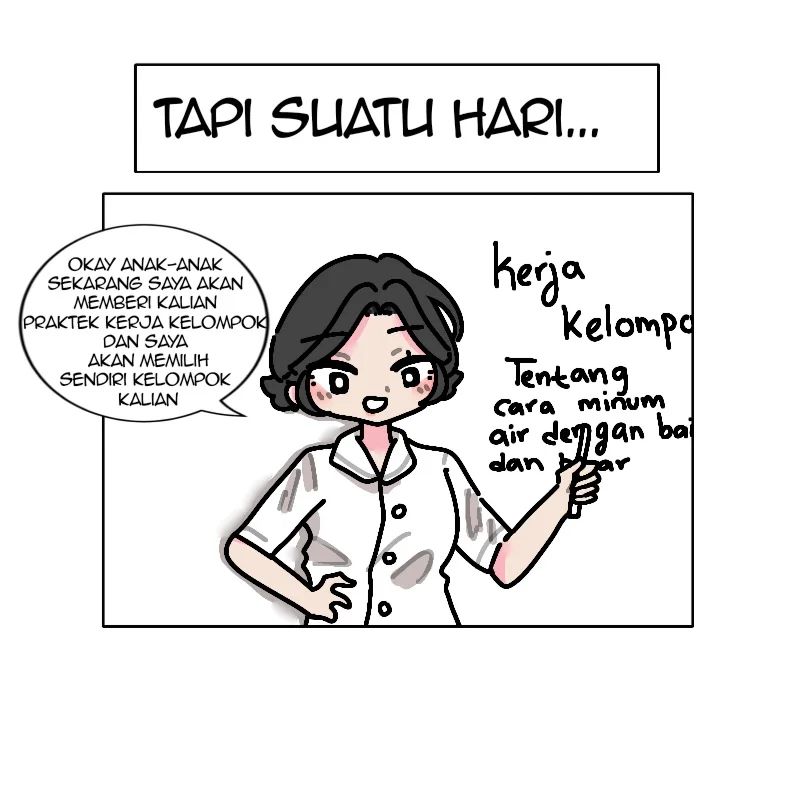 TAPI SUATU HARI...
OKAY ANAK-ANAK
SEKARANG SAYA AKAN
MEMBERI KALIAN
PRAKTEK KERJA KELOMPOK
DAN SAYA
AKAN MEMILIH
SENDIRI KELOMPOK
KALIAN
kerja
kelompo
Tentang
cara minum
air dengan bai
dan